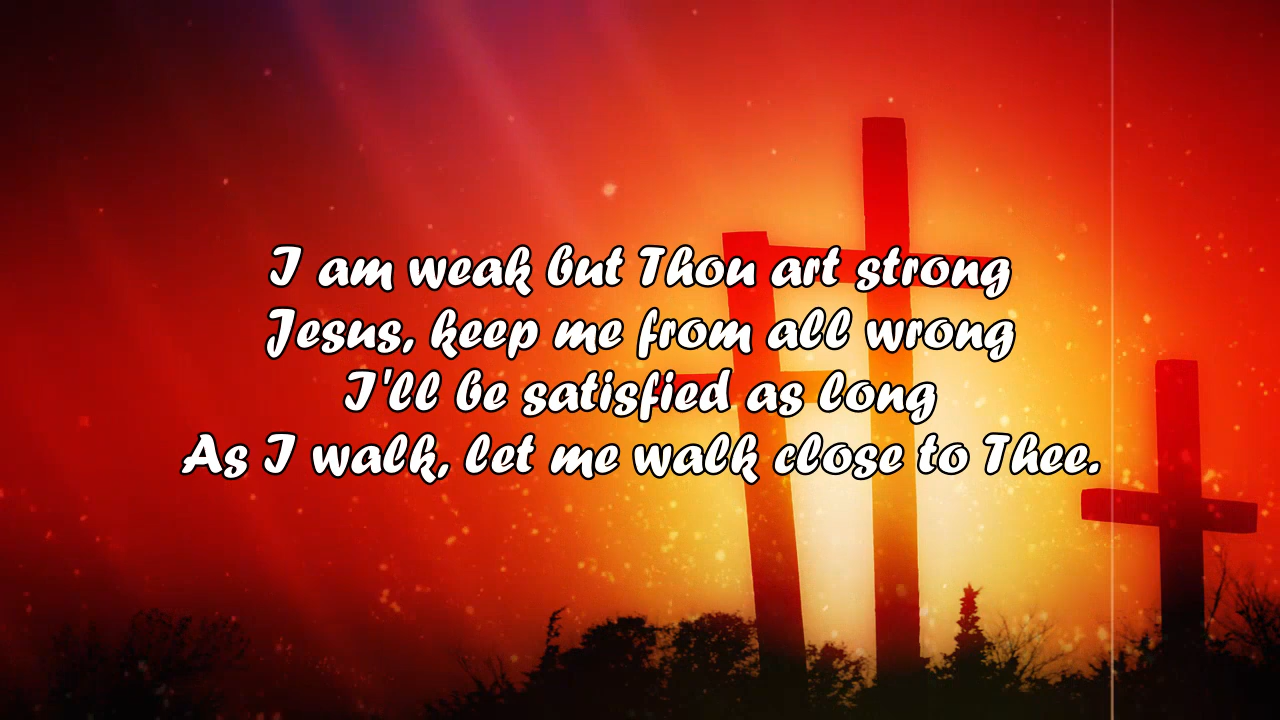 I am weak but Thou art strong
Jesus, keep me from all wrong
I'll be satisfied as long
As I walk, let me walk close to Thee.